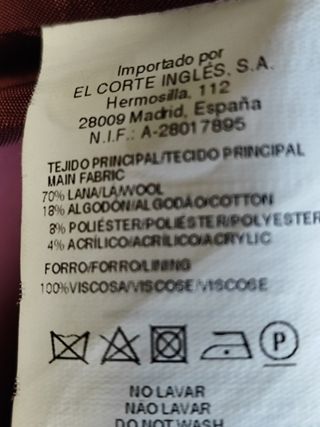 Importado por
EL CORTE INGLÉS, S.A.
Hermosilla, 112
28009 Madrid, España
N.I.F.: A-28017895
TEJIDO PRINCIPAL/TECIDO PRINCIPAL
MAIN FABRIC
70% LANA/LA/WOOL
18% ALGODÓN/ALGODÃO/COTTON
8% POLIÉSTER/POLIÉSTER/POLYESTER
4% ACRÍLICO/ACRÍLICO/ACRYLIC
FORRO/FORRO/LINING
100% VISCOSA/VISCOSE/VISCOSE
P
NO LAVAR
NAO LAVAR
DO NOT WASH